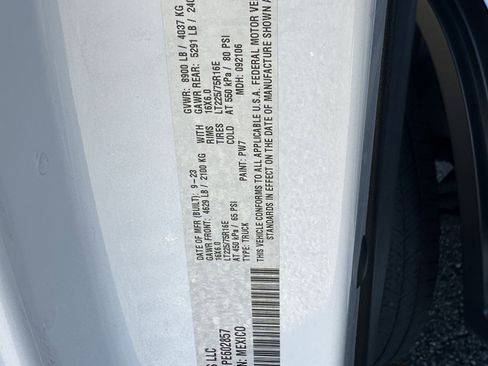 DATE OF MFR (BUILT): 9-23 GVWR: 8900 LB / 4037 KG
GAWR FRONT: 4629 LB / 2100 KG WITH GAWR REAR: 5291 LB / 240
16X6.0 RIMS 16X6.0
LT225/75R16E TIRES LT225/75R16E
AT 450 kPa / 65 PSI COLD AT 550 kPa / 80 PSI
TYPE: TRUCK PAINT: PW7 MDH: 092106
THIS VEHICLE CONFORMS TO ALL APPLICABLE U.S.A. FEDERAL MOTOR VE
STANDARDS IN EFFECT ON THE DATE OF MANUFACTURE SHOWN A
S LLC
PE602857
N: MEXICO